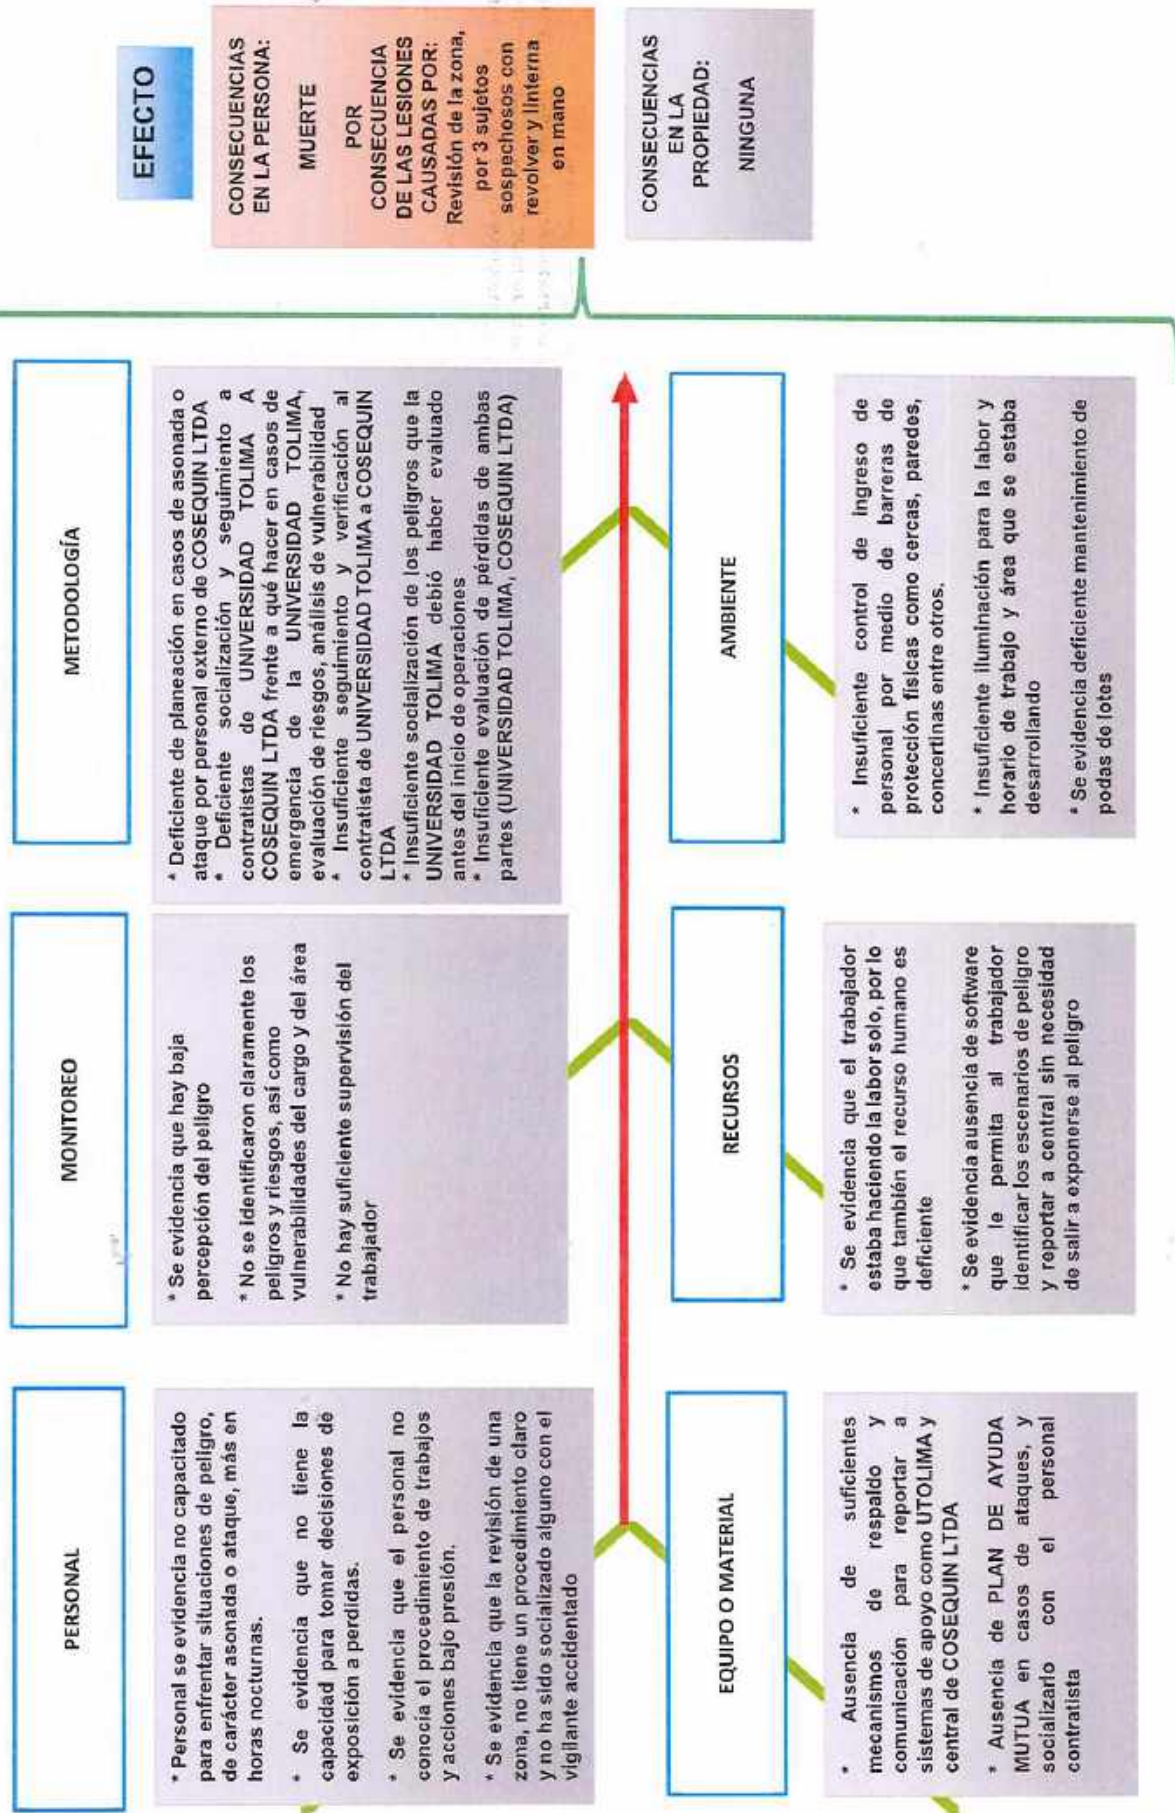 PERSONAL
* Personal se evidencia no capacitado
para enfrentar situaciones de peligro,
de carácter asonada o ataque, más en
horas nocturnas.
* Se evidencia que no tiene la
capacidad para tomar decisiones de
exposición a perdidas.
* Se evidencia que el personal no
conocía el procedimiento de trabajos
y acciones bajo presión.
* Se evidencia que la revisión de una
zona, no tiene un procedimiento claro
y no ha sido socializado alguno con el
vigilante accidentado
MONITOREO
* Se evidencia que hay baja
percepción del peligro
* No se identificaron claramente los
peligros y riesgos, así como
vulnerabilidades del cargo y del área
* No hay suficiente supervisión del
trabajador
METODOLOGÍA
* Deficiente de planeación en casos de asonada o
ataque por personal externo de COSEQUIN LTDA
* Deficiente socialización y seguimiento a
contratistas de UNIVERSIDAD TOLIMA A
COSEQUIN LTDA frente a qué hacer en casos de
emergencia de la UNIVERSIDAD TOLIMA,
evaluación de riesgos, análisis de vulnerabilidad
* Insuficiente seguimiento y verificación al
contratista de UNIVERSIDAD TOLIMA a COSEQUIN
LTDA
* Insuficiente socialización de los peligros que la
UNIVERSIDAD TOLIMA debió haber evaluado
antes del inicio de operaciones
* Insuficiente evaluación de pérdidas de ambas
partes (UNIVERSIDAD TOLIMA, COSEQUIN LTDA)
EQUIPO O MATERIAL
* Ausencia de suficientes
mecanismos de respaldo y
comunicación para reportar a
sistemas de apoyo como UTOLIMA y
central de COSEQUIN LTDA
* Ausencia de PLAN DE AYUDA
MUTUA en casos de ataques, y
socializarlo con el personal
contratista
RECURSOS
* Se evidencia que el trabajador
estaba haciendo la labor solo, por lo
que también el recurso humano es
deficiente
* Se evidencia ausencia de software
que le permita al trabajador
identificar los escenarios de peligro
y reportar a central sin necesidad
de salir a exponerse al peligro
AMBIENTE
* Insuficiente control de ingreso de
personal por medio de barreras de
protección físicas como cercas, paredes,
concertinas entre otros.
* Insuficiente iluminación para la labor y
horario de trabajo y área que se estaba
desarrollando
* Se evidencia deficiente mantenimiento de
podas de lotes
EFECTO
CONSECUENCIAS
EN LA PERSONA:
MUERTE
POR
CONSECUENCIA
DE LAS LESIONES
CAUSADAS POR:
Revisión de la zona,
por 3 sujetos
sospechosos con
revolver y linterna
en mano
CONSECUENCIAS
EN LA
PROPIEDAD:
NINGUNA